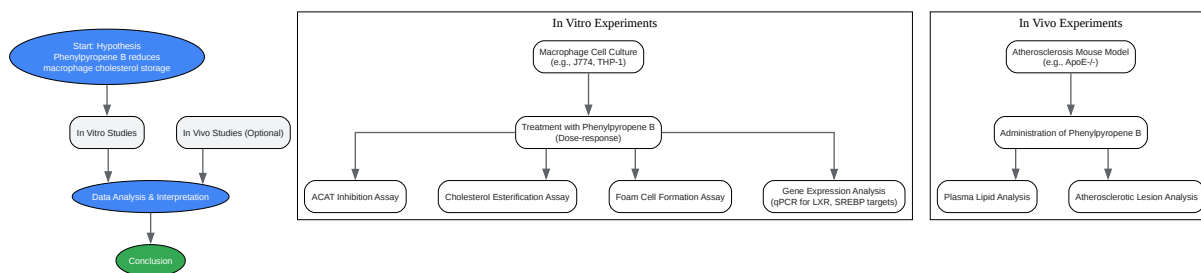 Start: Hypothesis
Phenylpyropene B reduces
macrophage cholesterol storage
In Vitro Studies
In Vivo Studies (Optional)
Data Analysis & Interpretation
Conclusion
In Vitro Experiments
Macrophage Cell Culture
(e.g., J774, THP-1)
Treatment with Phenylpyropene B
(Dose-response)
ACAT Inhibition Assay
Cholesterol Esterification Assay
Foam Cell Formation Assay
Gene Expression Analysis
(qPCR for LXR, SREBP targets)
In Vivo Experiments
Atherosclerosis Mouse Model
(e.g., ApoE-/-)
Administration of Phenylpyropene B
Plasma Lipid Analysis
Atherosclerotic Lesion Analysis